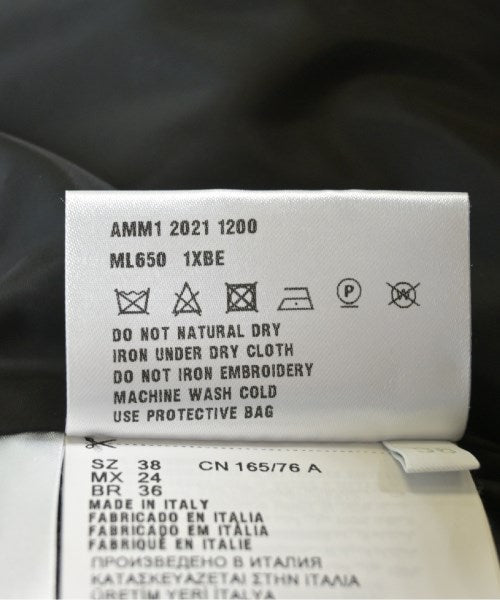 AMM1 2021 1200
ML650 1XBE
P W
DO NOT NATURAL DRY
IRON UNDER DRY CLOTH
DO NOT IRON EMBROIDERY
MACHINE WASH COLD
USE PROTECTIVE BAG
SZ 38 CN 165/76 A
MX 24
BR 36
MADE IN ITALY
FABRICADO EN ITALIA
FABRICADO EM ITÁLIA
FABRIQUÉ EN ITALIE
ПРОИЗВЕДЕНО В ИТАЛИЯ
ΚΑΤΑΣΚΕΥΑΖΕΤΑΙ ΣΤΗΝ ΙΤΑΛΙΑ
ÜRETİM YERİ İTALYA